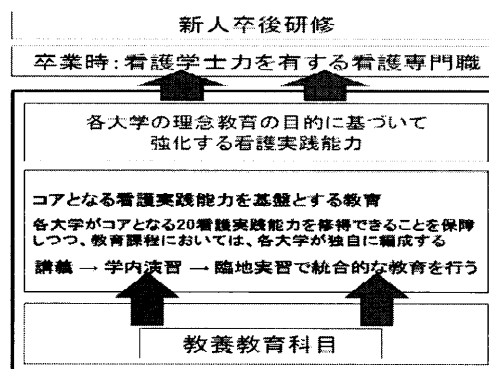 新人卒後研修
卒業時：看護学士力を有する看護専門職
各大学の理念教育の目的に基づいて
強化する看護実践能力
コアとなる看護実践能力を基盤とする教育
各大学がコアとなる20看護実践能力を修得できることを保障
しつつ、教育課程においては、各大学が独自に編成する
講義 → 学内演習 → 臨地実習で統合的な教育を行う
教養教育科目